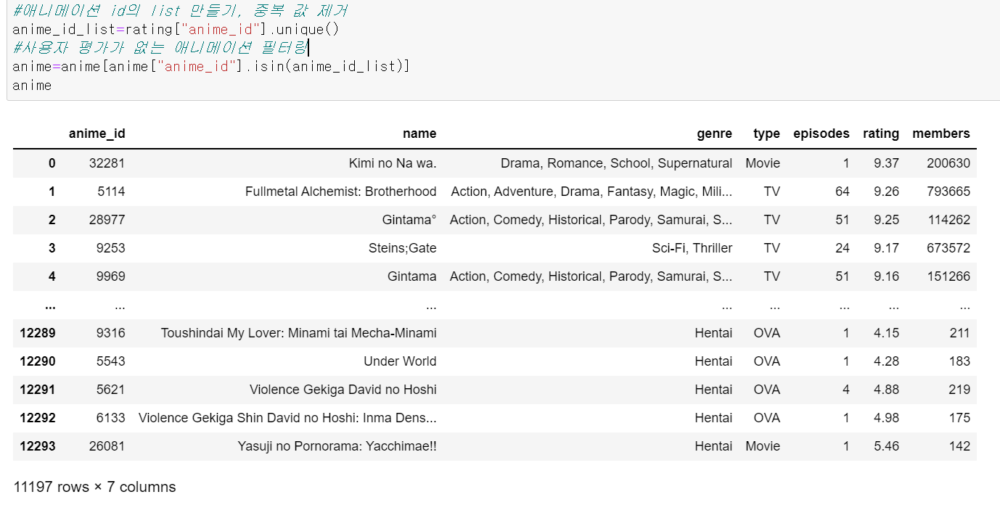 #애니메이션 id의 list 만들기, 중복 값 제거
anime_id_list=rating["anime_id"].unique()
#사용자 평가가 없는 애니메이션 필터링
anime=anime[anime["anime_id"].isin(anime_id_list)]
anime
anime_id name genre type episodes rating members
0 32281 Kimi no Na wa. Drama, Romance, School, Supernatural Movie 1 9.37 200630
1 5114 Fullmetal Alchemist: Brotherhood Action, Adventure, Drama, Fantasy, Magic, Mili... TV 64 9.26 793665
2 28977 Gintama° Action, Comedy, Historical, Parody, Samurai, S... TV 51 9.25 114262
3 9253 Steins;Gate Sci-Fi, Thriller TV 24 9.17 673572
4 9969 Gintama Action, Comedy, Historical, Parody, Samurai, S... TV 51 9.16 151266
... ... ... ... ... ... ... ...
12289 9316 Toushindai My Lover: Minami tai Mecha-Minami Hentai OVA 1 4.15 211
12290 5543 Under World Hentai OVA 1 4.28 183
12291 5621 Violence Gekiga David no Hoshi Hentai OVA 4 4.88 219
12292 6133 Violence Gekiga Shin David no Hoshi: Inma Dens... Hentai OVA 1 4.98 175
12293 26081 Yasuji no Pornorama: Yacchimae!! Hentai Movie 1 5.46 142
11197 rows × 7 columns